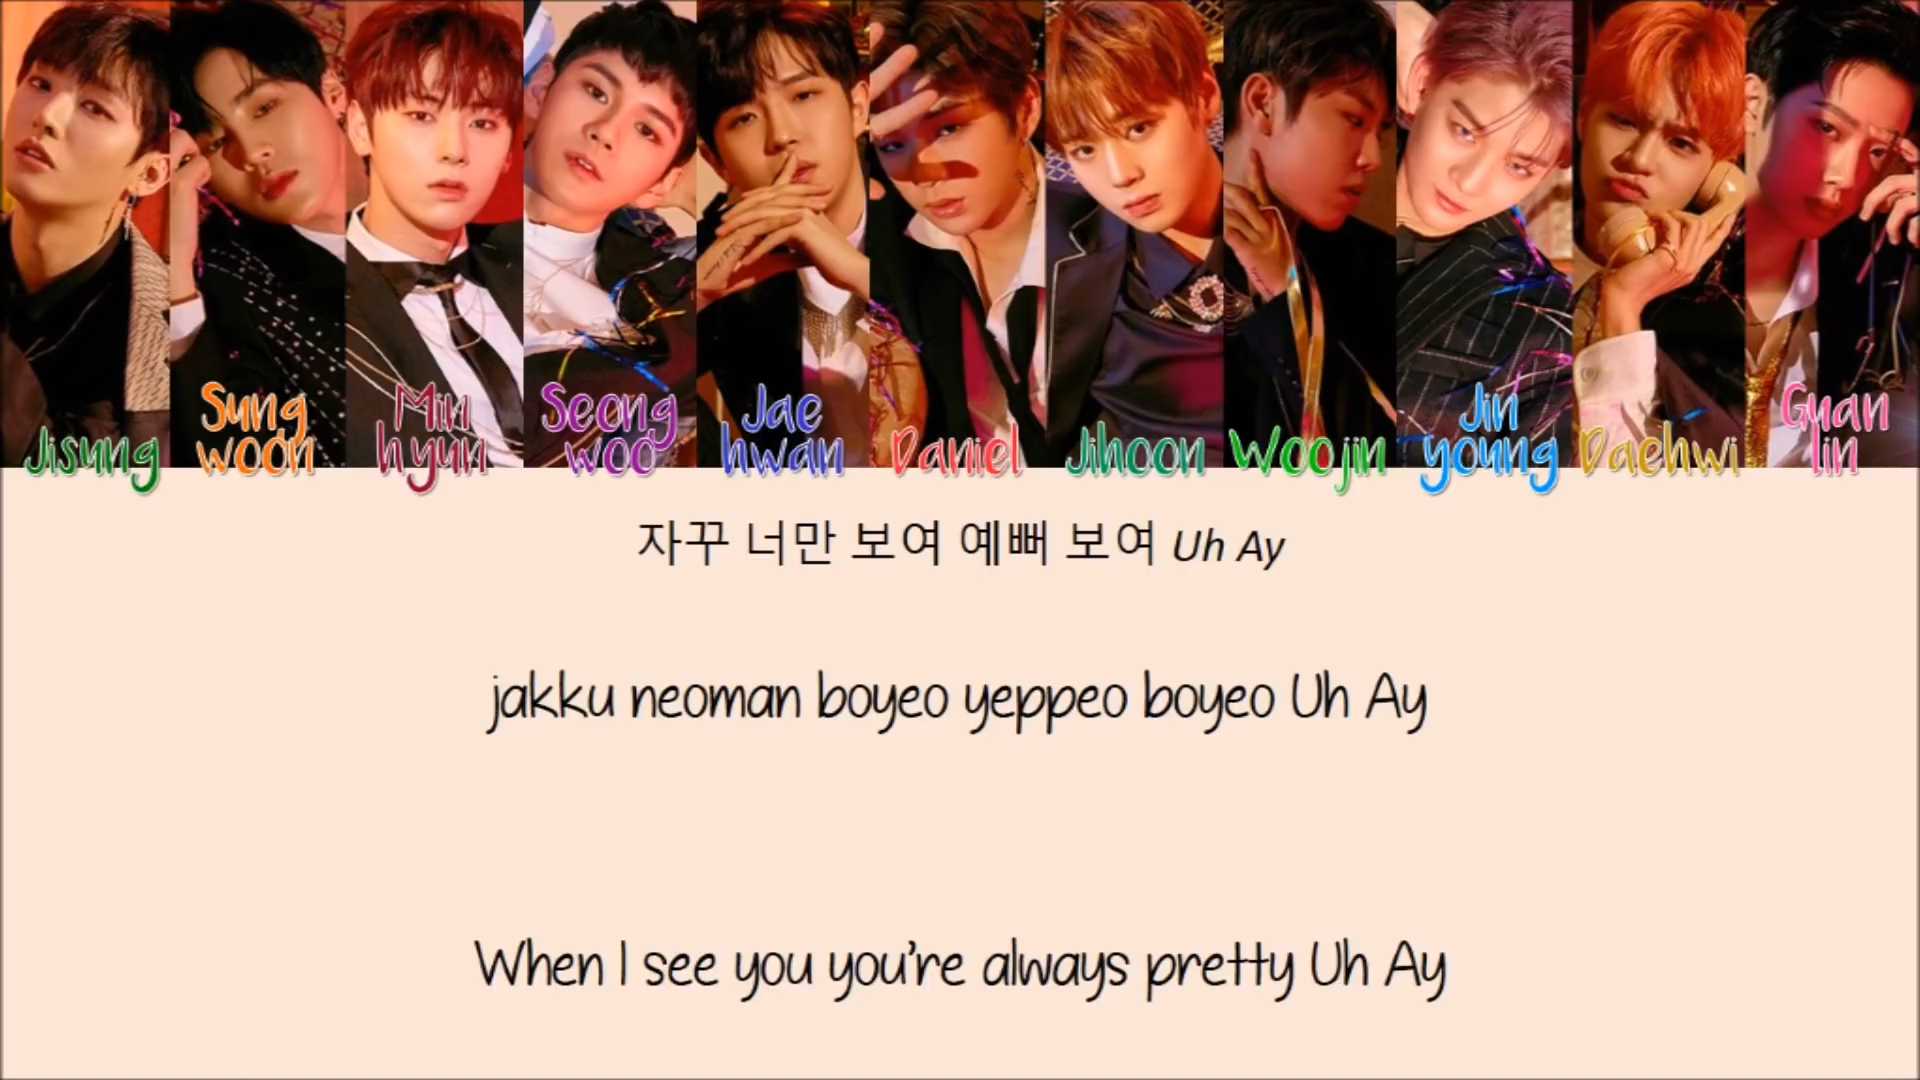 Jisung
Sung
woon
Min
hyun
Seong
woo
Jae
hwan
Daniel
Jihoon
Woojin
Jin
young
Daehwi
Guan
lin
자꾸 너만 보여 예뻐 보여 Uh Ay
jakku neoman boyeo yeppeo boyeo Uh Ay
When I see you you're always pretty Uh Ay